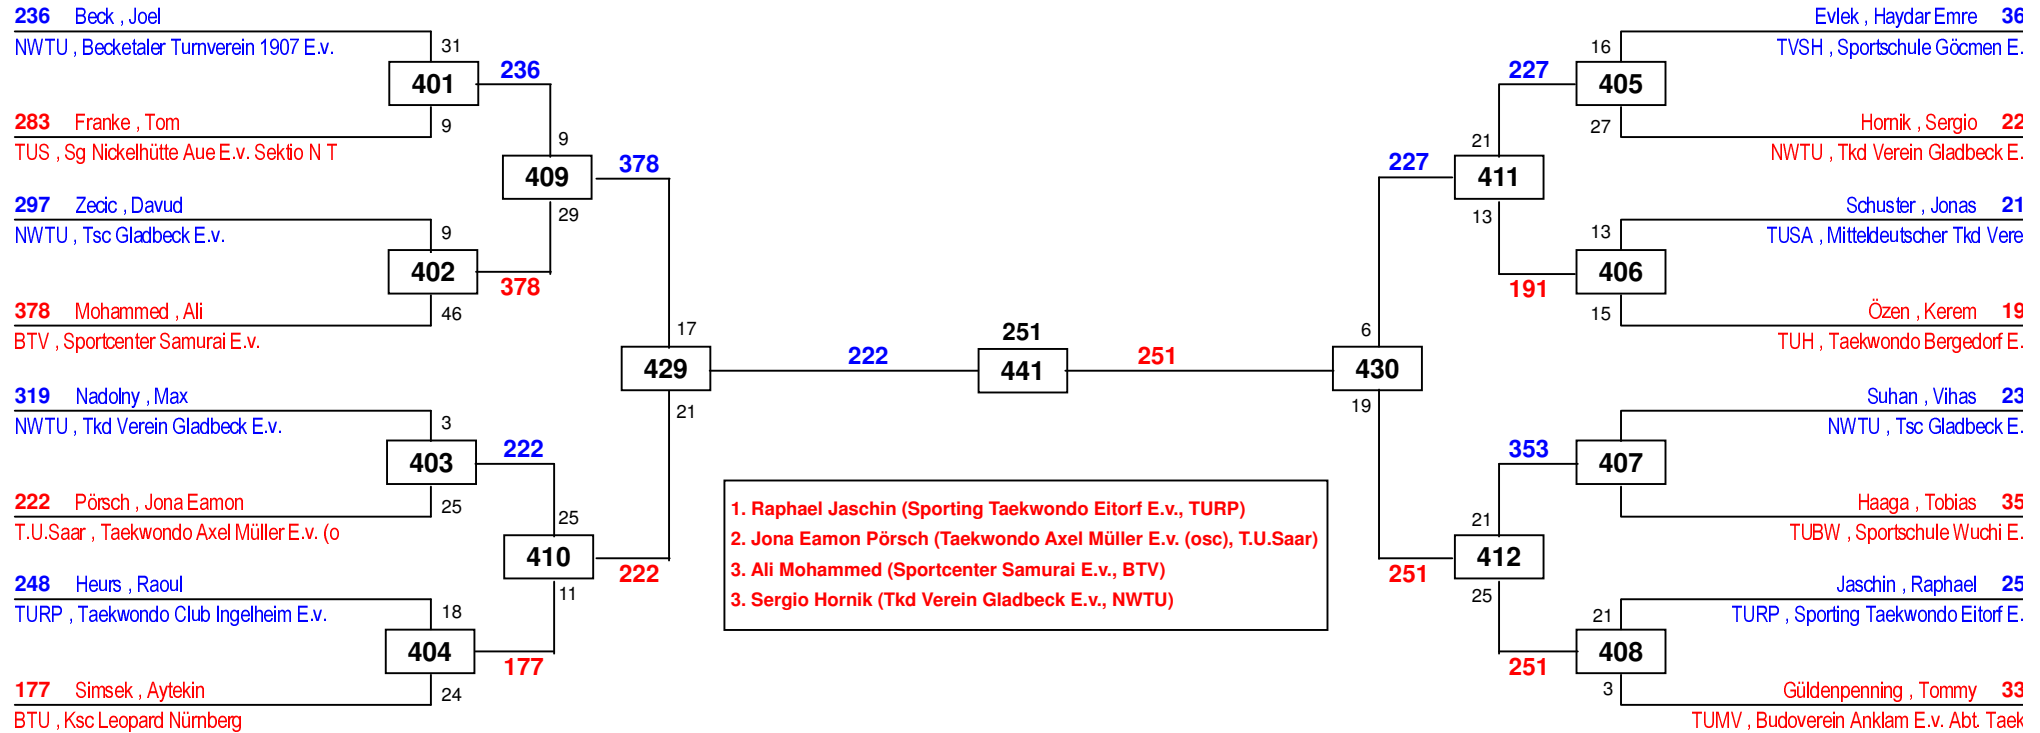 236 Beck , Joel
NWTU , Becketaler Turnverein 1907 E.v.
31
401
236
9
283 Franke , Tom
TUS , Sg Nickelhütte Aue E.v. Sektio N T
9
409
378
29
297 Zecic , Davud
NWTU , Tsc Gladbeck E.v.
9
402
378
46
378 Mohammed , Ali
BTV , Sportcenter Samurai E.v.
17
429
222
21
319 Nadolny , Max
NWTU , Tkd Verein Gladbeck E.v.
3
403
222
25
222 Pörsch , Jona Eamon
T.U.Saar , Taekwondo Axel Müller E.v. (o
25
410
222
11
248 Heurs , Raoul
TURP , Taekwondo Club Ingelheim E.v.
18
404
177
24
177 Simsek , Aytekin
BTU , Ksc Leopard Nürnberg
251
441
251
1. Raphael Jaschin (Sporting Taekwondo Eitorf E.v., TURP)
2. Jona Eamon Pörsch (Taekwondo Axel Müller E.v. (osc), T.U.Saar)
3. Ali Mohammed (Sportcenter Samurai E.v., BTV)
3. Sergio Hornik (Tkd Verein Gladbeck E.v., NWTU)
Evlek , Haydar Emre 36
TVSH , Sportschule Göcmen E.
16
227
405
27
Hornik , Sergio 22
NWTU , Tkd Verein Gladbeck E.
21
227
411
13
Schuster , Jonas 21
TUSA , Mitteldeutscher Tkd Vere
13
406
191
15
Özen , Kerem 19
TUH , Taekwondo Bergedorf E.
6
430
19
Suhan , Vihas 23
NWTU , Tsc Gladbeck E.
353
407
Haaga , Tobias 35
TUBW , Sportschule Wuchi E.
21
412
251
25
Jaschin , Raphael 25
TURP , Sporting Taekwondo Eitorf E.
21
408
251
3
Güldenpenning , Tommy 33
TUMV , Budoverein Anklam E.v. Abt. Taek